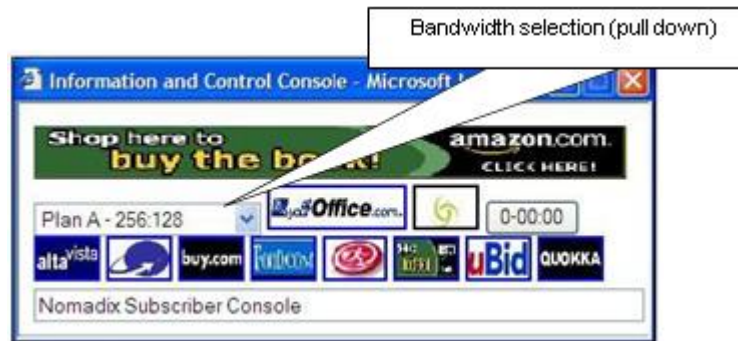 Bandwidth selection (pull down)
Information and Control Console - Microsoft
Shop here to
buy the book!
amazon.com.
CLICK HERE!
Plan A - 256:128
Office.com.
0-00:00
altavista
buy.com
uBid
QUOKKA
Nomadix Subscriber Console